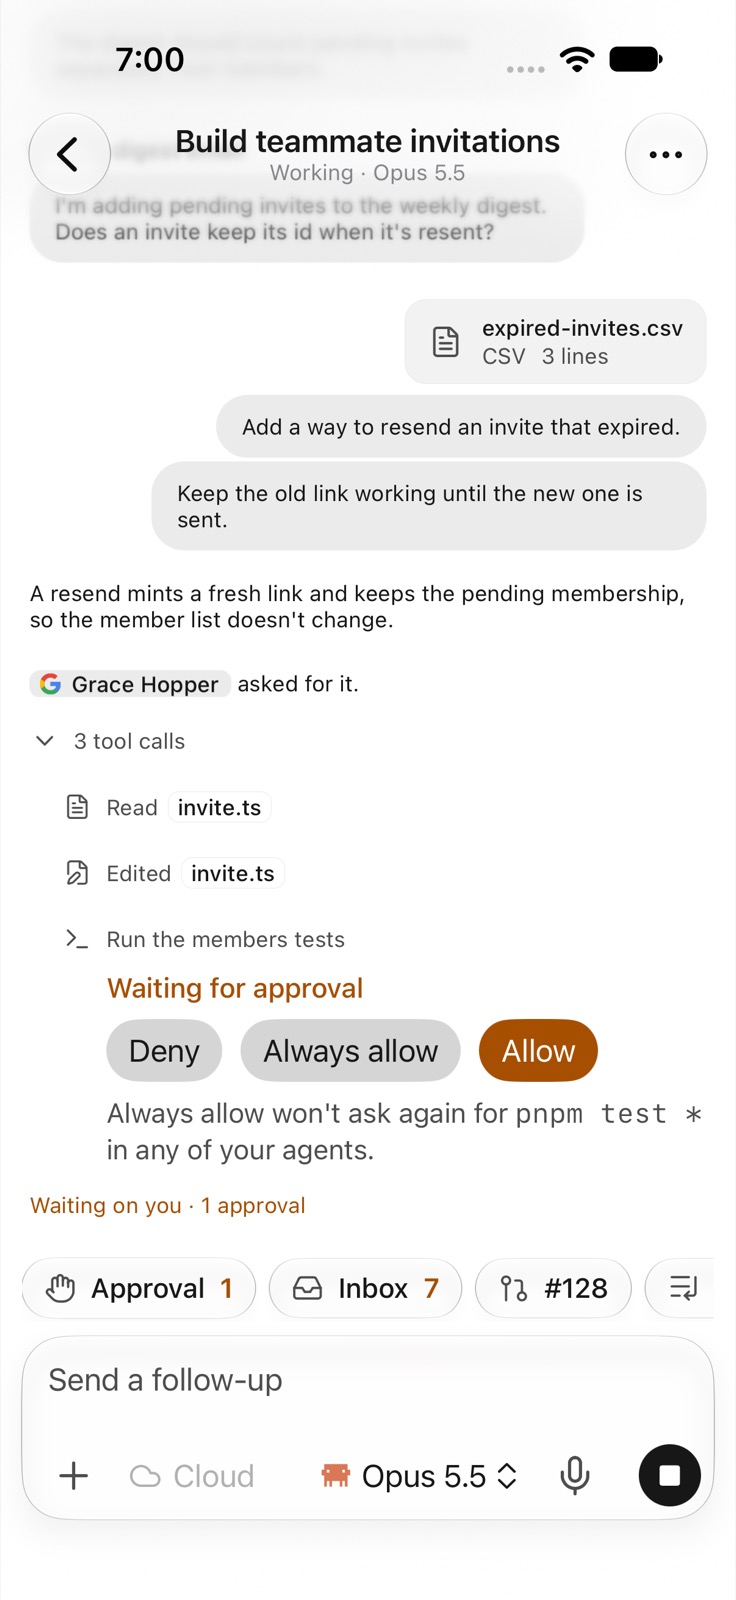 7:00
Build teammate invitations
Working · Opus 5.5
I'm adding pending invites to the weekly digest.
Does an invite keep its id when it's resent?
expired-invites.csv
CSV 3 lines
Add a way to resend an invite that expired.
Keep the old link working until the new one is
sent.
A resend mints a fresh link and keeps the pending membership,
so the member list doesn't change.
Grace Hopper asked for it.
3 tool calls
Read invite.ts
Edited invite.ts
Run the members tests
Waiting for approval
Deny Always allow Allow
Always allow won't ask again for pnpm test *
in any of your agents.
Waiting on you · 1 approval
Approval 1 Inbox 7 #128
Send a follow-up
Cloud Opus 5.5